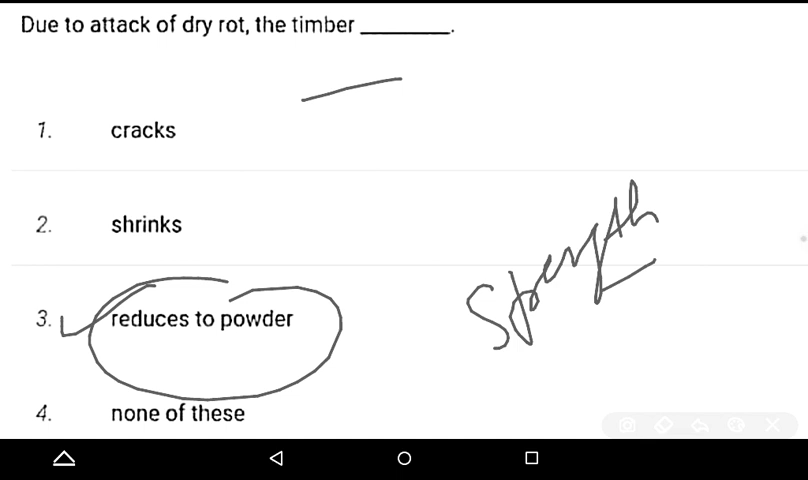 Due to attack of dry rot, the timber ________.
1. cracks
2. shrinks
3. reduces to powder
Strength
4. none of these